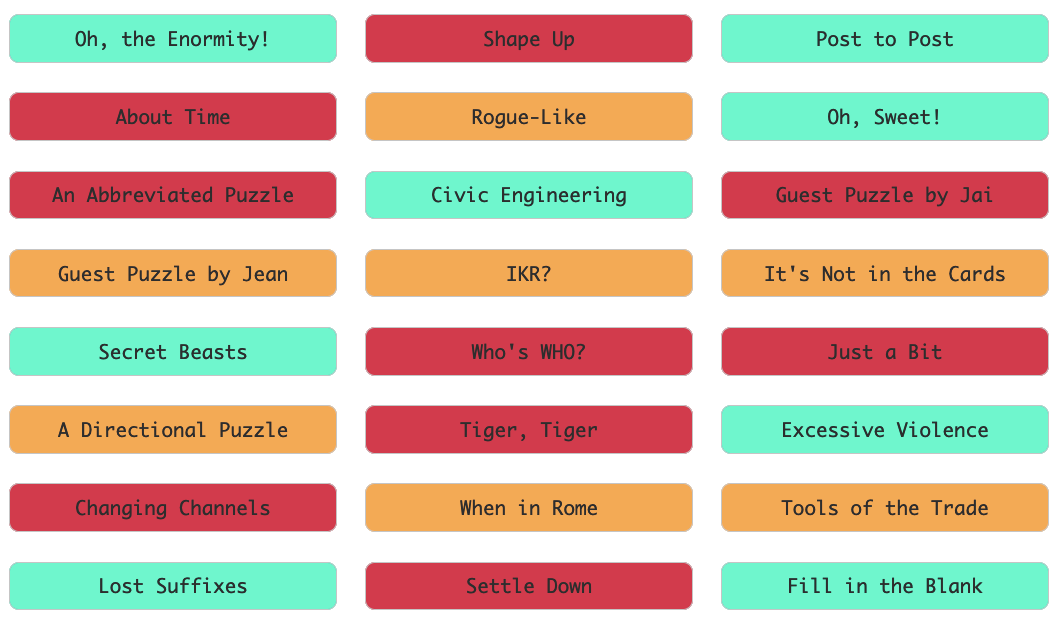 Oh, the Enormity!
Shape Up
Post to Post
About Time
Rogue-Like
Oh, Sweet!
An Abbreviated Puzzle
Civic Engineering
Guest Puzzle by Jai
Guest Puzzle by Jean
IKR?
It's Not in the Cards
Secret Beasts
Who's WHO?
Just a Bit
A Directional Puzzle
Tiger, Tiger
Excessive Violence
Changing Channels
When in Rome
Tools of the Trade
Lost Suffixes
Settle Down
Fill in the Blank